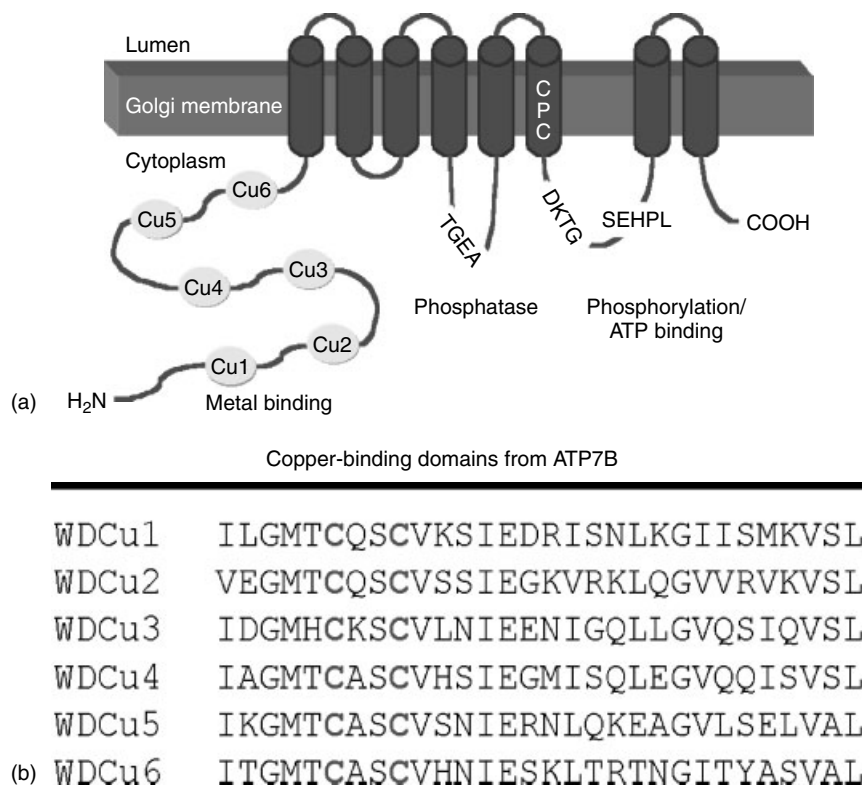 Lumen
Golgi membrane
C
P
C
Cytoplasm
Cu6
Cu5
TGEA
DKTG
SEHPL
COOH
Cu4
Cu3
Phosphatase
Phosphorylation/
ATP binding
Cu2
Cu1
(a) H₂N
Metal binding
Copper-binding domains from ATP7B
WDCu1 ILGMTCQSCVKSIEDRISNLKGIISMKVSL
WDCu2 VEGMTCQSCVSSIEGKVRKLQGVVRVKVSL
WDCu3 IDGMHCKSCVLNIEENIGQLLGVQSIQVSL
WDCu4 IAGMTCASCVHSIEGMISQLEGVQQISVSL
WDCu5 IKGMTCASCVSNIERNLQKEAGVLSELVAL
(b) WDCu6 ITGMTCASCVHNIESKLTRTNGITYASVAL